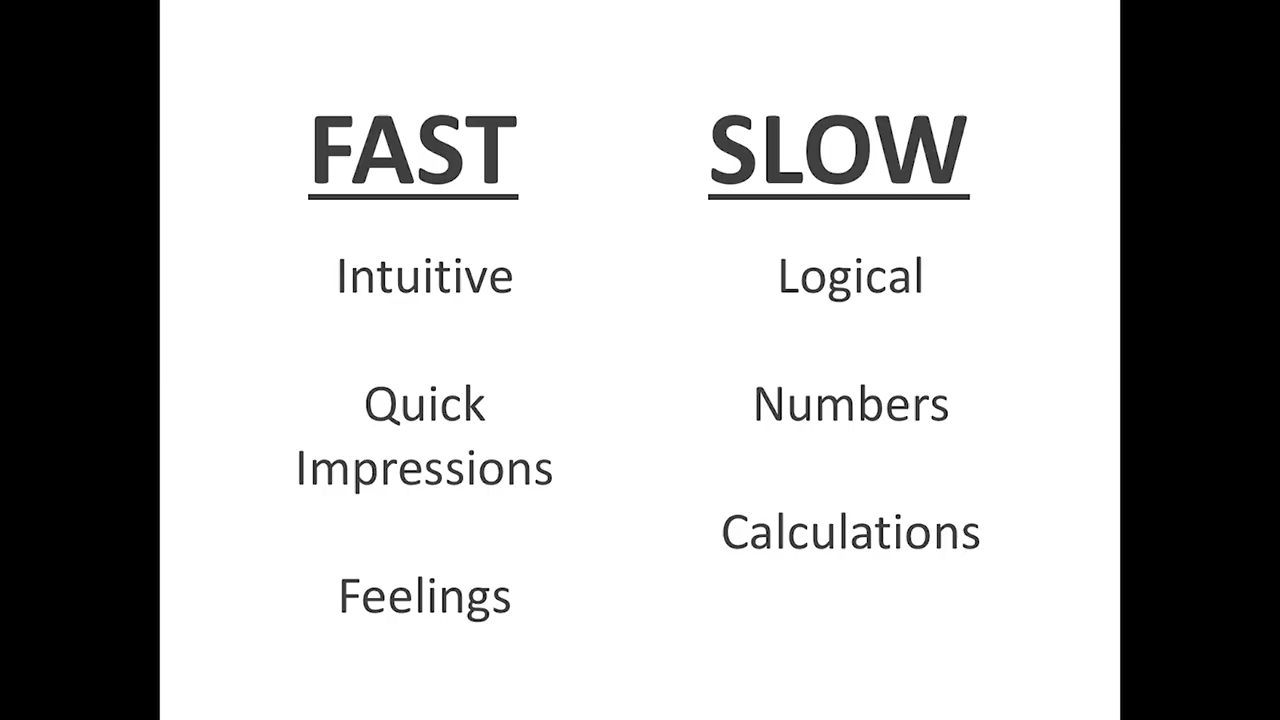 FAST
Intuitive
Quick
Impressions
Feelings
SLOW
Logical
Numbers
Calculations